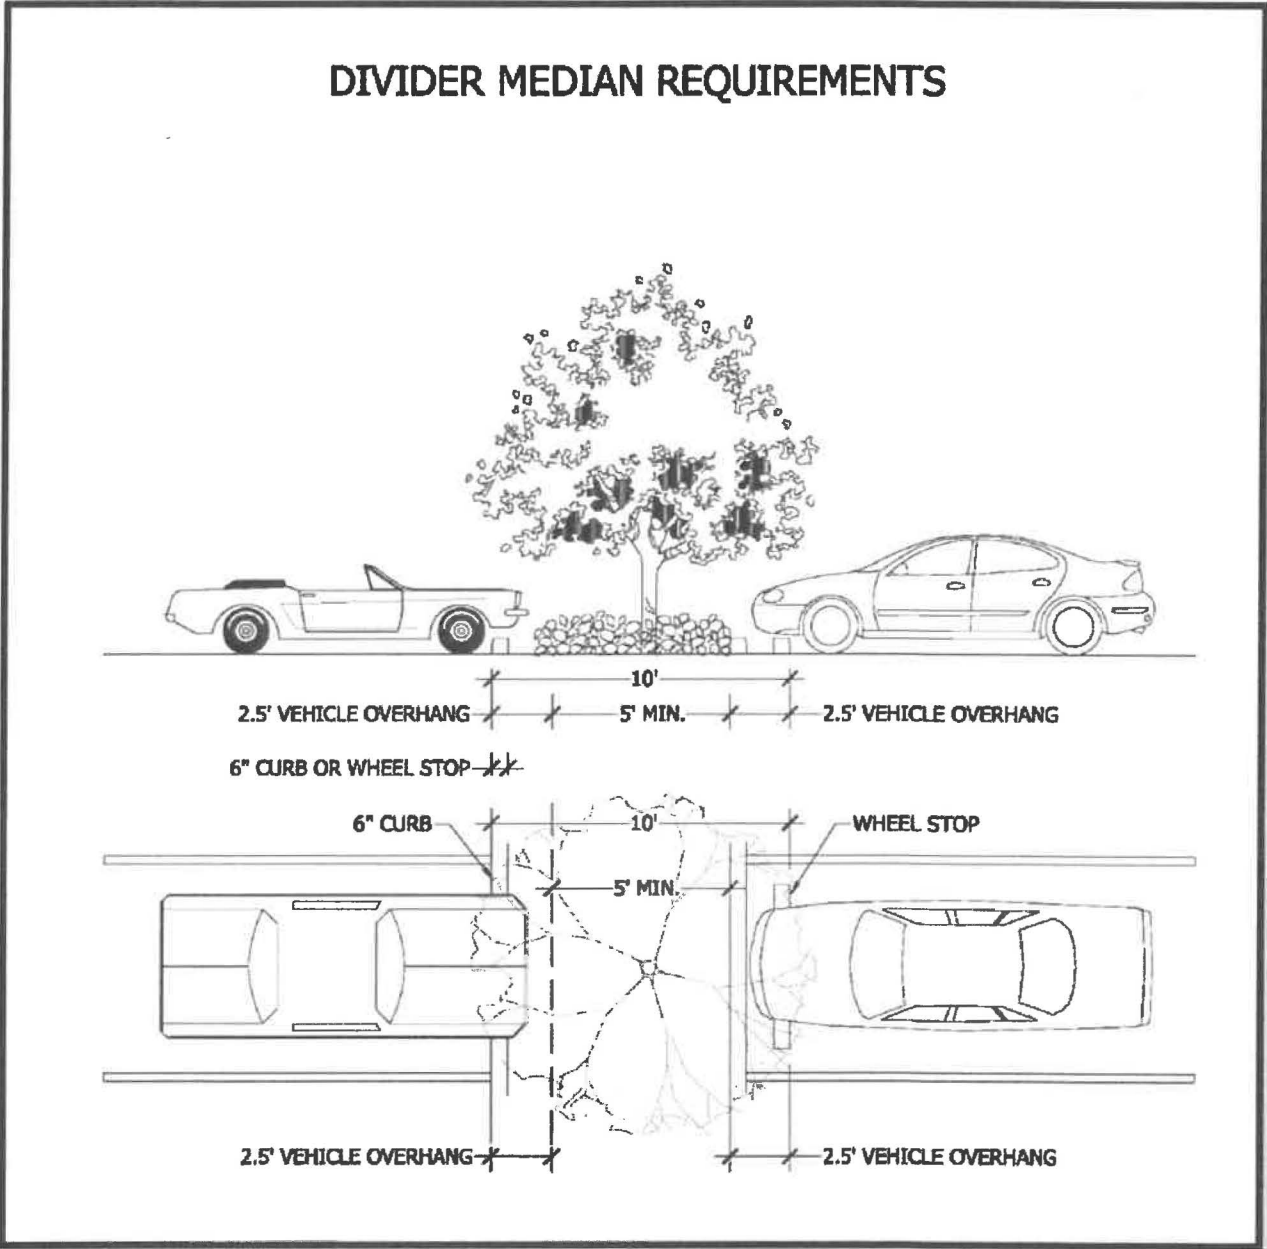 DIVIDER MEDIAN REQUIREMENTS
10'
2.5' VEHICLE OVERHANG 5' MIN. 2.5' VEHICLE OVERHANG
6" CURB OR WHEEL STOP
6" CURB 10' WHEEL STOP
5' MIN.
2.5' VEHICLE OVERHANG 2.5' VEHICLE OVERHANG